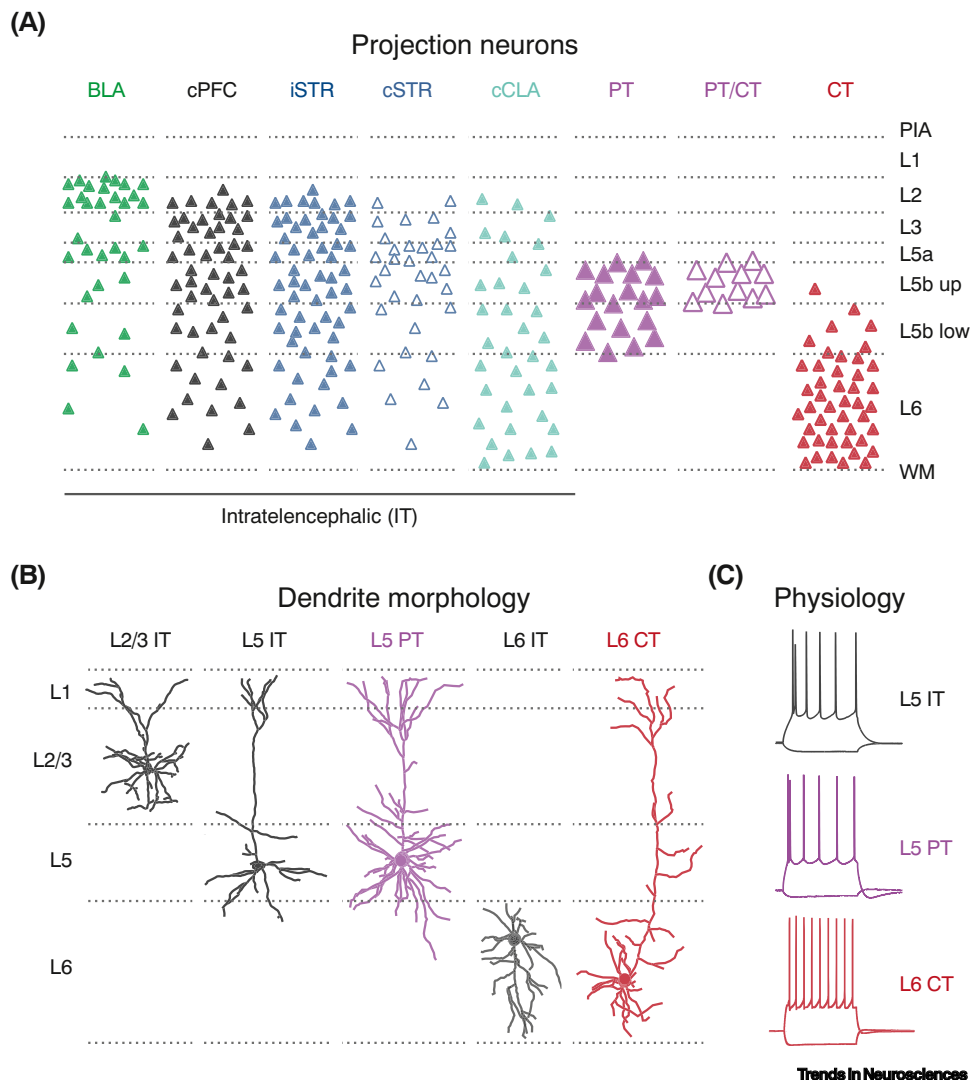 (A)
Projection neurons
BLA cPFC iSTR cSTR cCLA PT PT/CT CT
PIA
L1
L2
L3
L5a
L5b up
L5b low
L6
WM
Intratelencephalic (IT)
(B)
Dendrite morphology
L2/3 IT L5 IT L5 PT L6 IT L6 CT
L1
L2/3
L5
L6
(C)
Physiology
L5 IT
L5 PT
L6 CT
Trends in Neurosciences